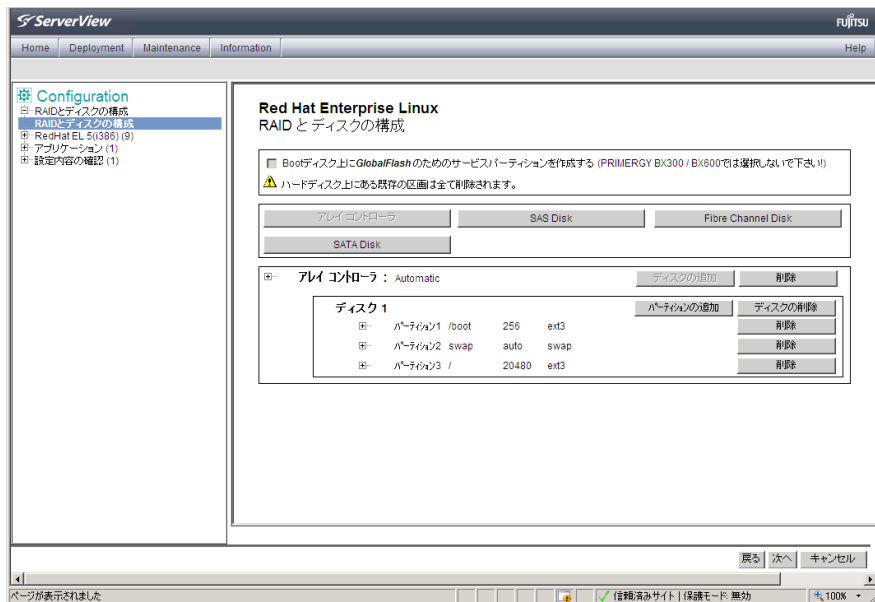 ServerView
FUJITSU
Home Deployment Maintenance Information Help
Configuration
RAIDとディスクの構成
RAIDとディスクの構成
RedHat EL 5(i386) (9)
アプリケーション (1)
設定内容の確認 (1)
Red Hat Enterprise Linux
RAID とディスクの構成
Bootディスク上にGlobalFlashのためのサービスパーティションを作成する (PRIMERGY BX300 / BX600では選択しないで下さい!)
ハードディスク上にある既存の区画は全て削除されます。
アレイ コントローラ SAS Disk Fibre Channel Disk
SATA Disk
アレイ コントローラ : Automatic ディスクの追加 削除
ディスク 1 パーティションの追加 ディスクの削除
パーティション1 /boot 256 ext3 削除
パーティション2 swap auto swap 削除
パーティション3 / 20480 ext3 削除
戻る 次へ キャンセル
ページが表示されました 信頼済みサイト | 保護モード: 無効 100%